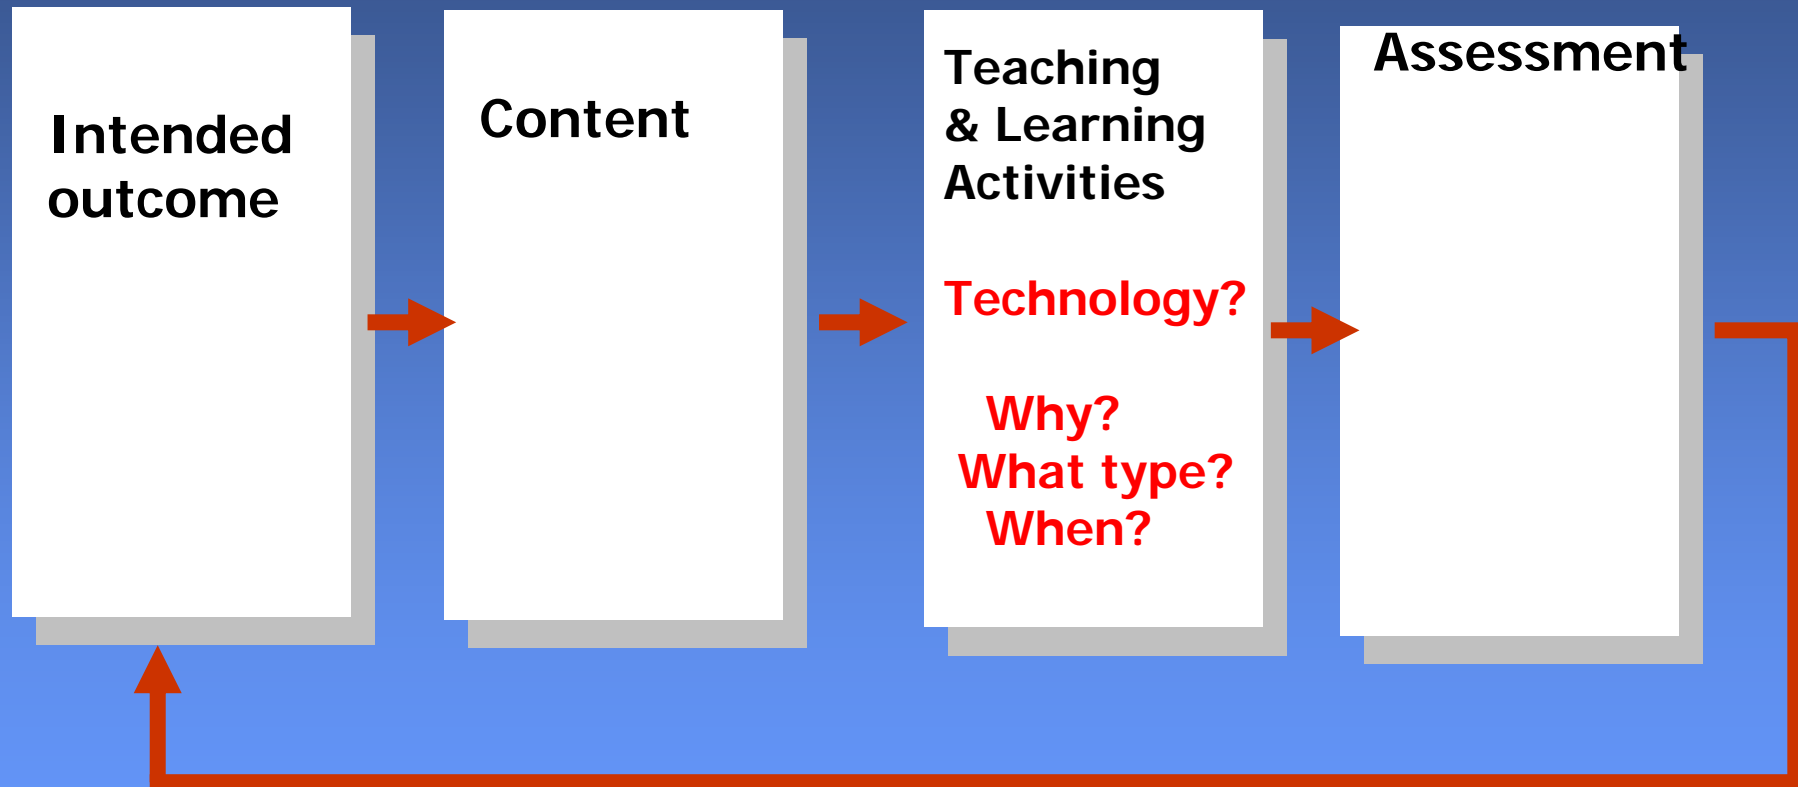 Intended
outcome
Content
Teaching
& Learning
Activities
Technology?
Why?
What type?
When?
Assessment